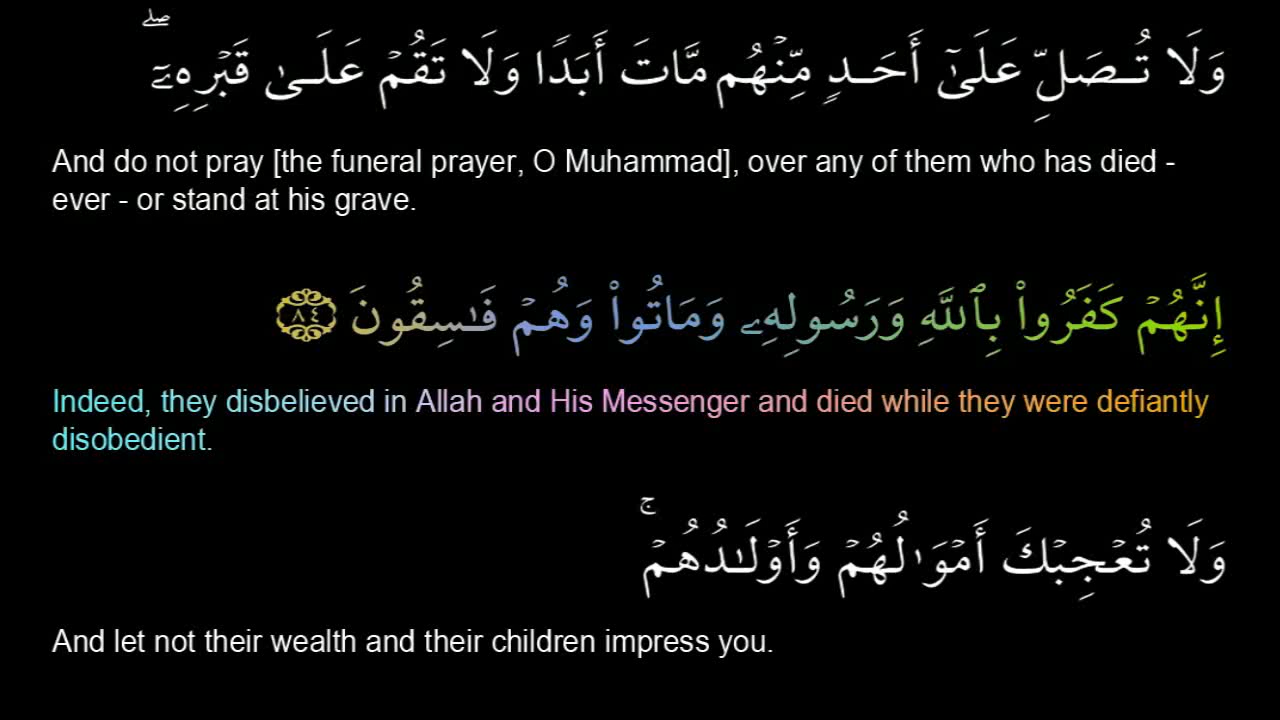 وَلَا تُصَلِّ عَلَىٰٓ أَحَدٍ مِّنْهُم مَّاتَ أَبَدًا وَلَا تَقُمْ عَلَىٰ قَبْرِهِۦٓ ۖ
And do not pray [the funeral prayer, O Muhammad], over any of them who has died -
ever - or stand at his grave.
إِنَّهُمْ كَفَرُوا۟ بِٱللَّهِ وَرَسُولِهِۦ وَمَاتُوا۟ وَهُمْ فَـٰسِقُونَ ٨٤
Indeed, they disbelieved in Allah and His Messenger and died while they were defiantly
disobedient.
وَلَا تُعْجِبْكَ أَمْوَٰلُهُمْ وَأَوْلَـٰدُهُمْ ۚ
And let not their wealth and their children impress you.